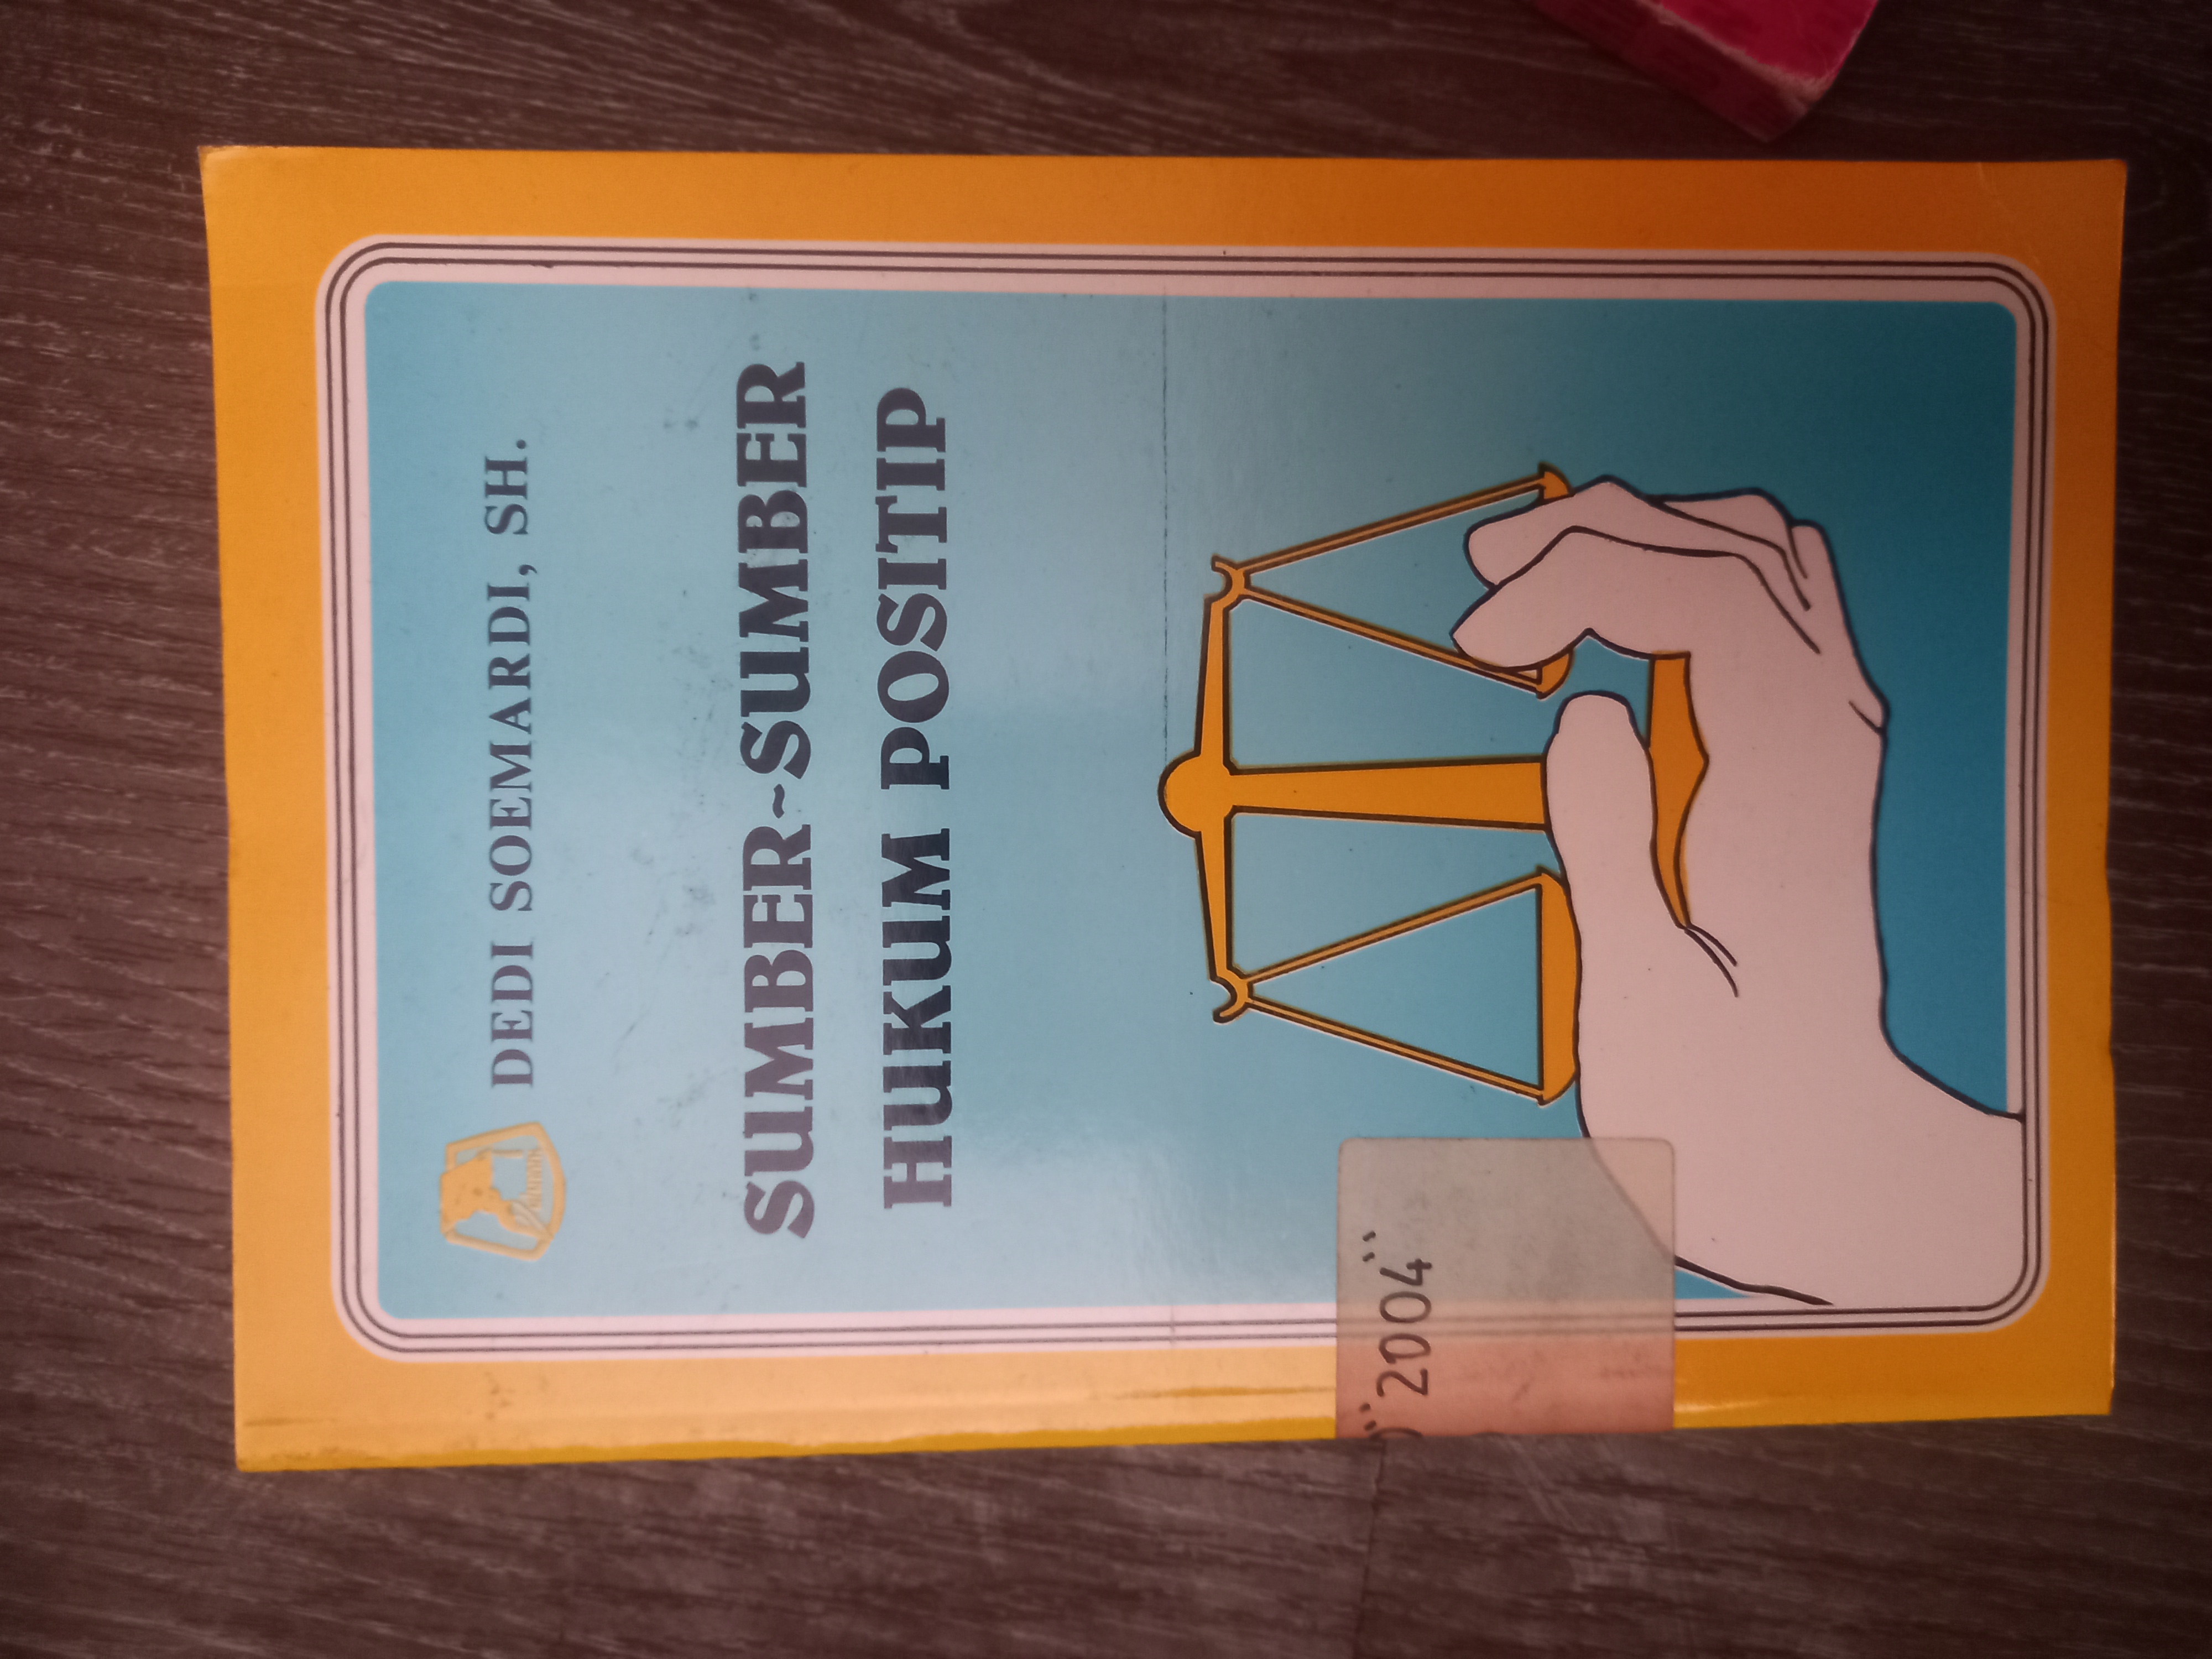 DEDI SOEMARDI, SH.
SUMBER~SUMBER
HUKUM POSITIP
" 2004 "